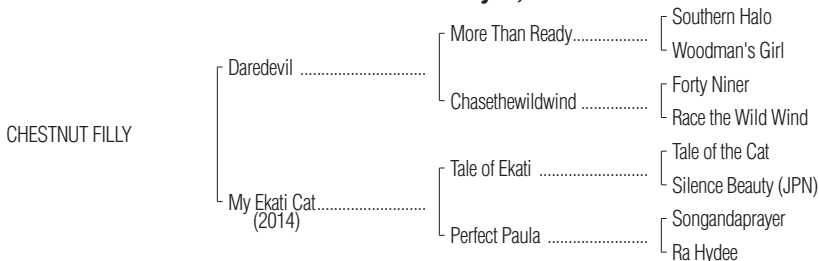 Southern Halo
More Than Ready.................
Woodman's Girl
Daredevil ............................
Forty Niner
Chasethewildwind ...............
Race the Wild Wind
CHESTNUT FILLY
Tale of the Cat
Tale of Ekati ........................
Silence Beauty (JPN)
My Ekati Cat........................
(2014)
Songandaprayer
Perfect Paula ......................
Ra Hydee